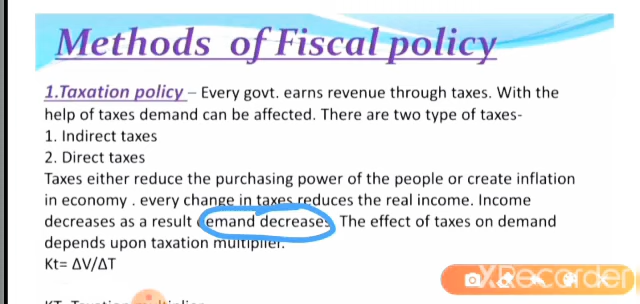 Methods of Fiscal policy
1.Taxation policy – Every govt. earns revenue through taxes. With the
help of taxes demand can be affected. There are two type of taxes-
1. Indirect taxes
2. Direct taxes
Taxes either reduce the purchasing power of the people or create inflation
in economy . every change in taxes reduces the real income. Income
decreases as a result demand decreases. The effect of taxes on demand
depends upon taxation multiplier.
Kt= ΔV/ΔT
XRecorder